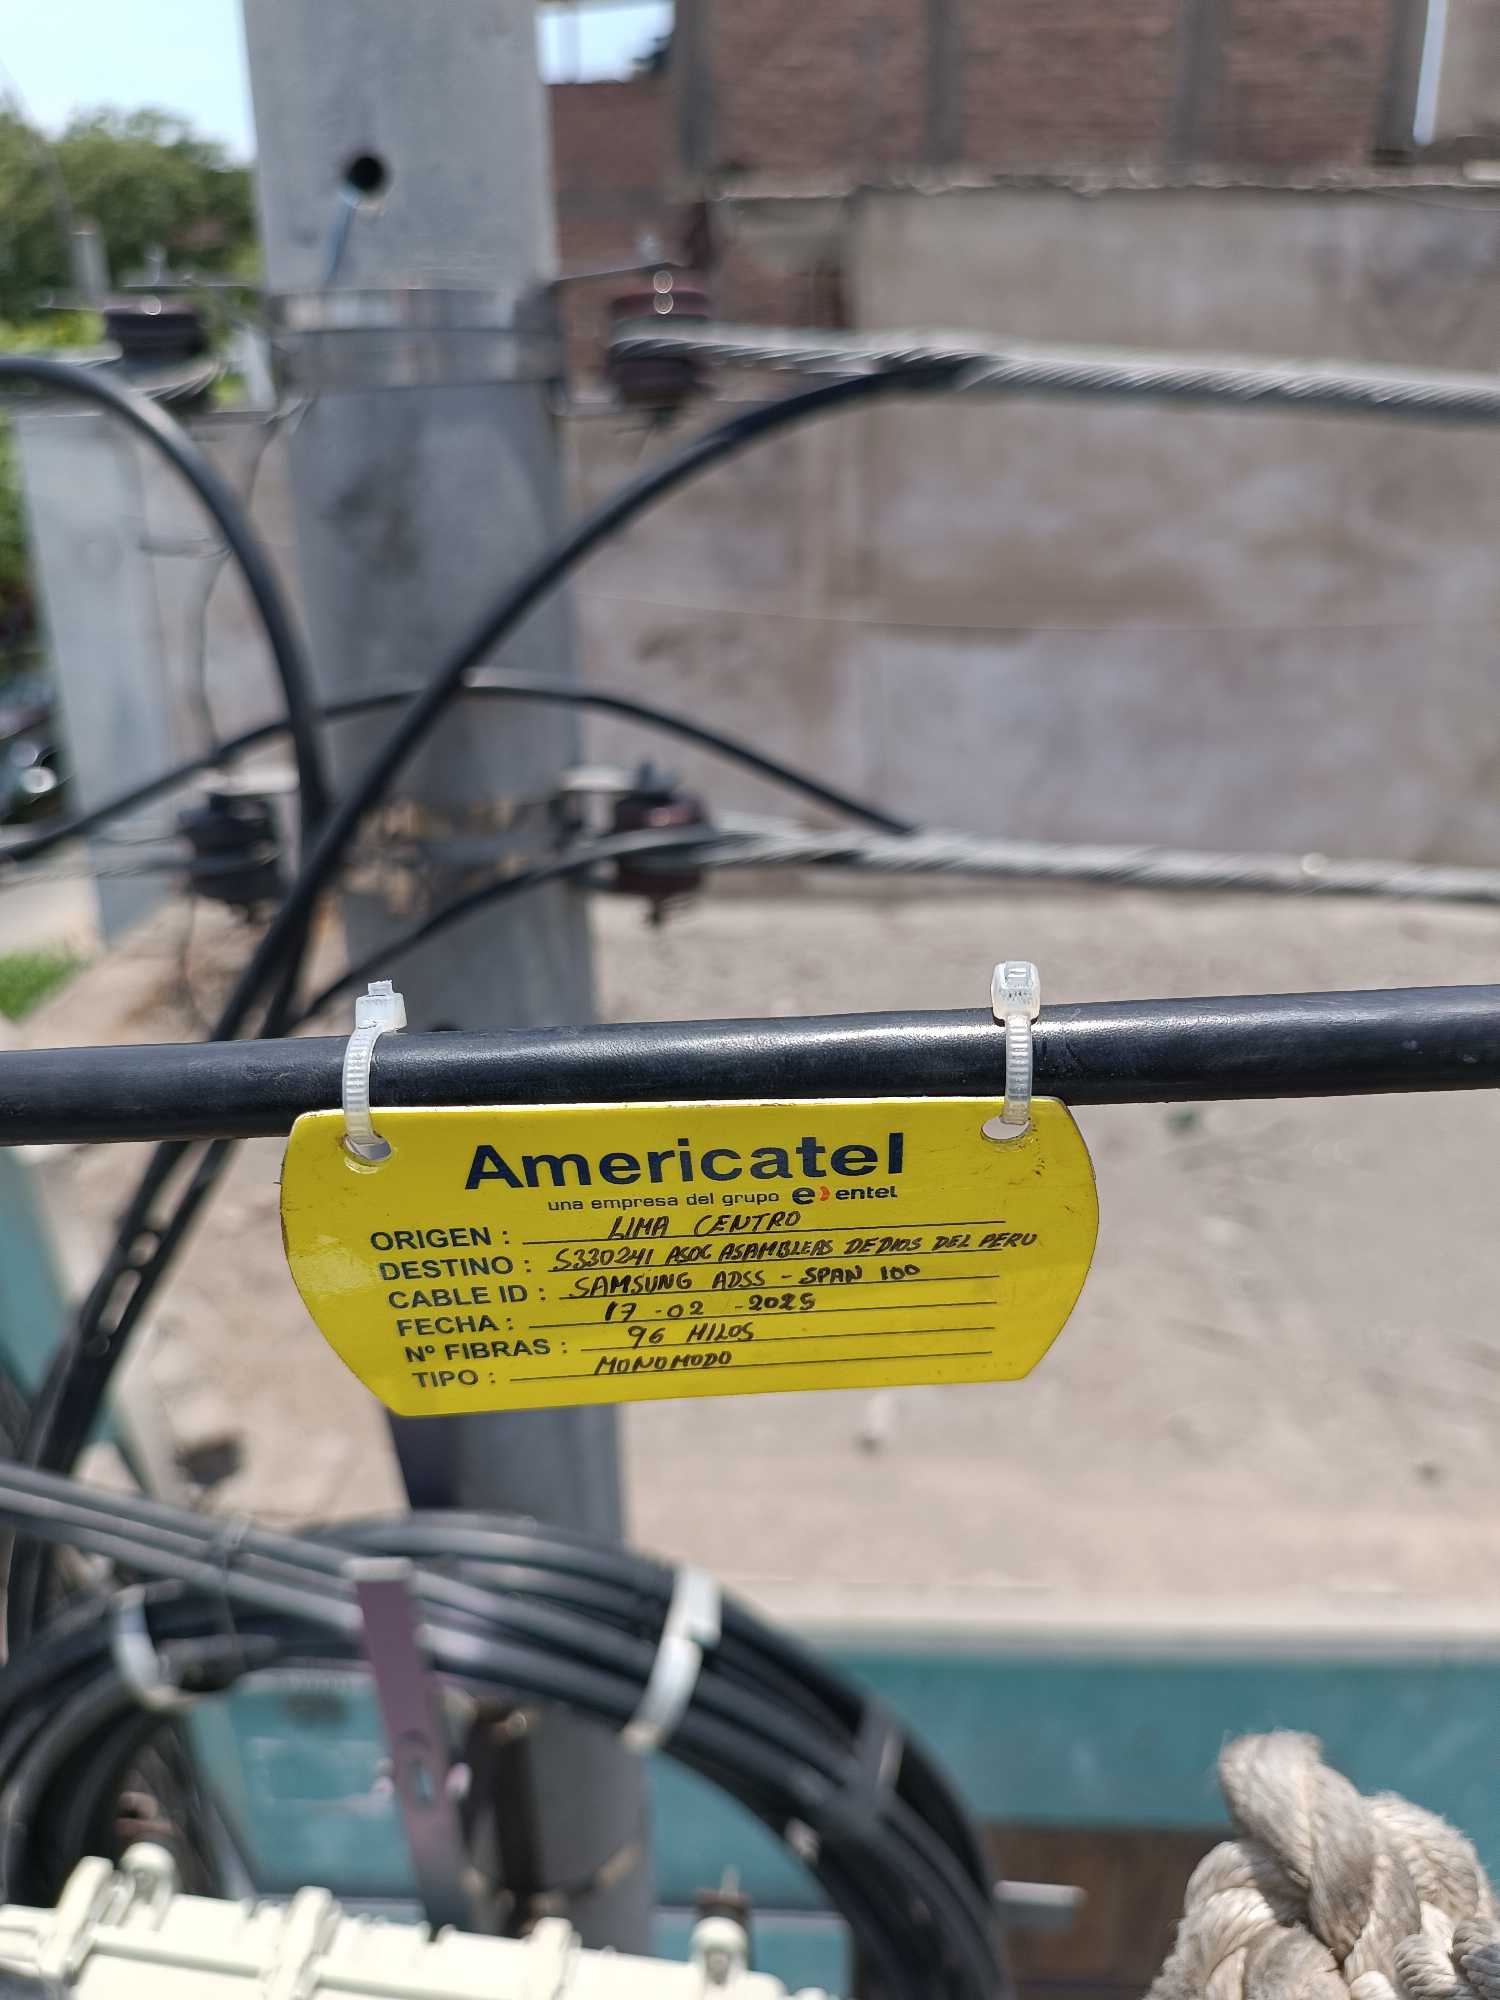 Americatel
una empresa del grupo e) entel
ORIGEN : LIMA CENTRO
DESTINO : S330241 ASOC ASAMBLEAS DE DIOS DEL PERU
CABLE ID : SAMSUNG ADSS - SPAN 100
FECHA : 17 - 02 - 2025
Nº FIBRAS : 96 HILOS
TIPO : MONOMODO